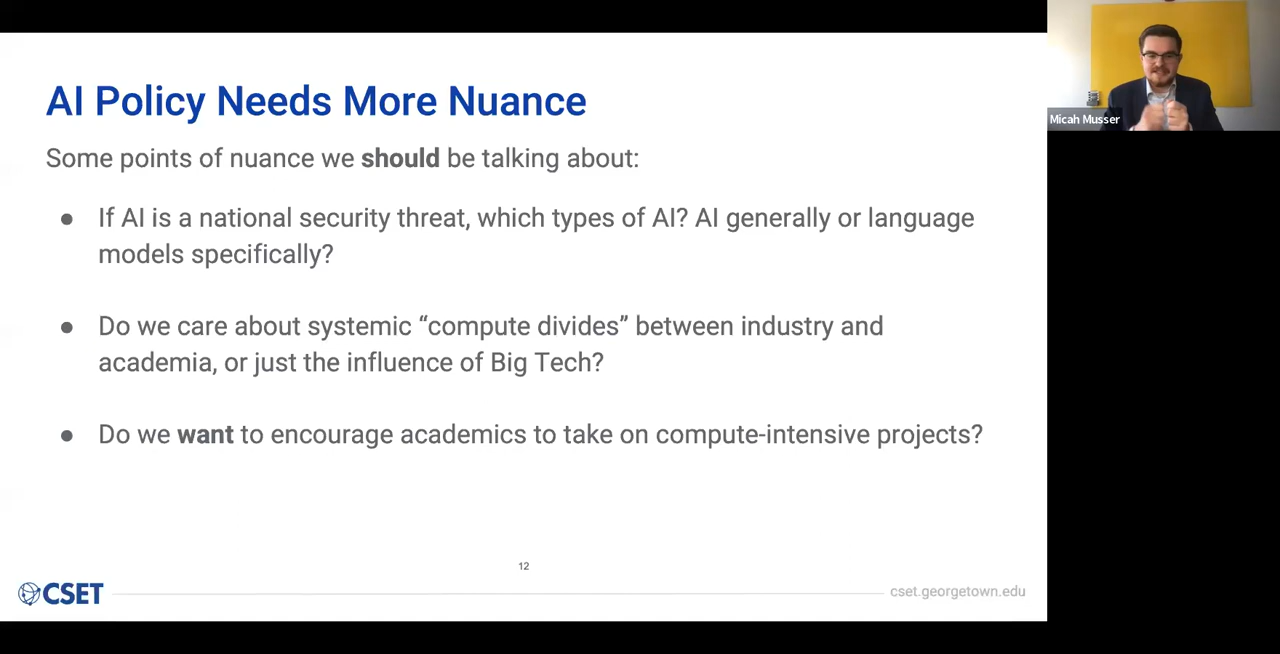 AI Policy Needs More Nuance
Some points of nuance we should be talking about:
● If AI is a national security threat, which types of AI? AI generally or language
models specifically?
● Do we care about systemic “compute divides” between industry and
academia, or just the influence of Big Tech?
● Do we want to encourage academics to take on compute-intensive projects?
12
CSET
cset.georgetown.edu
Micah Musser